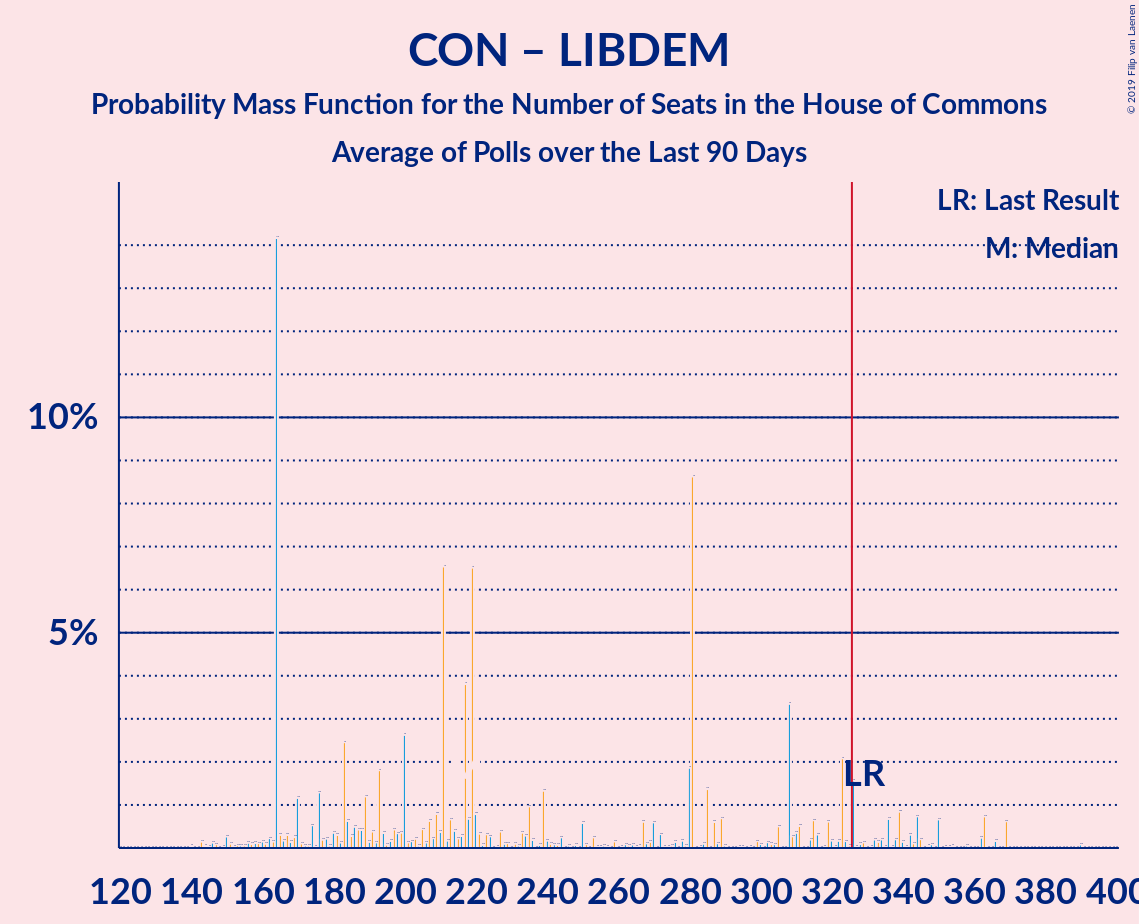 CON – LIBDEM
Probability Mass Function for the Number of Seats in the House of Commons
Average of Polls over the Last 90 Days
© 2019 Filip van Laenen
LR: Last Result
M: Median
10%
5%
LR
120 140 160 180 200 220 240 260 280 300 320 340 360 380 400